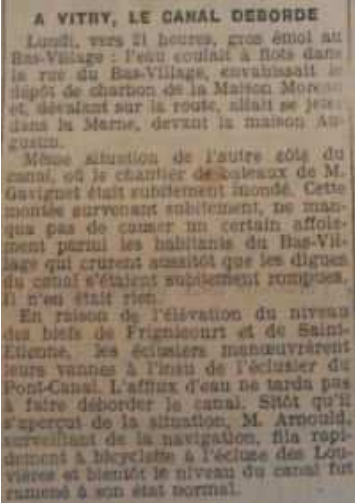 A VITRY, LE CANAL DEBORDE
Lundi, vers 21 heures, gros émoi au
Bas-Village : l'eau coulait à flots dans
la rue du Bas-Village, envahissait le
dépôt de charbon de la Maison Moreau
et, dévalant sur la route, allait se jeter
dans la Marne, devant la maison Au-
gustin.
Même situation de l'autre côté du
canal, où le chantier de bateaux de M.
Gavignet était subitement inondé. Cette
montée survenant subitement, ne man-
qua pas de causer un certain affole-
ment parmi les habitants du Bas-Vil-
lage qui crurent aussitôt que les digues
du canal s'étaient subitement rompues.
Il n'en était rien.
En raison de l'élévation du niveau
des biefs de Frignicourt et de Saint-
Etienne, les éclusiers manœuvrèrent
leurs vannes à l'insu de l'éclusier du
Pont-Canal. L'afflux d'eau ne tarda pas
à faire déborder le canal. Sitôt qu'il
s'aperçut de la situation, M. Arnould,
surveillant de la navigation, fila rapi-
dement à bicyclette à l'écluse des Lou-
vières et bientôt le niveau du canal fut
ramené à son état normal.